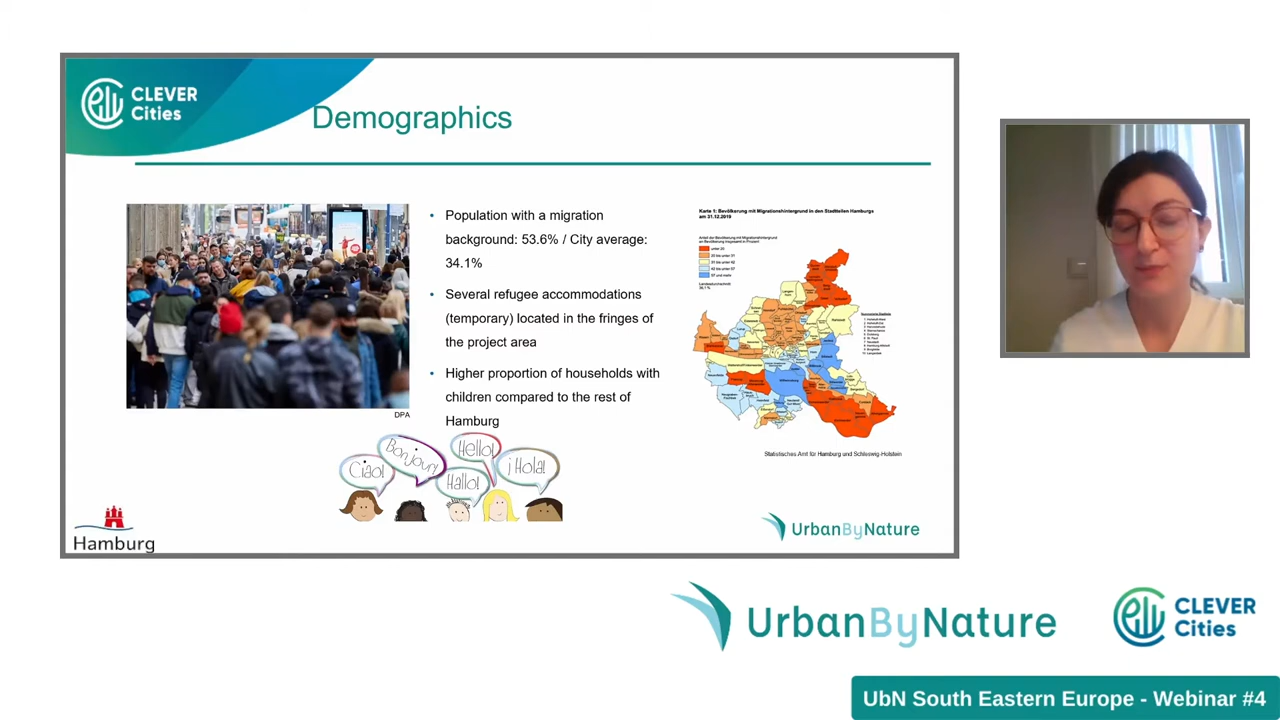 CLEVER
Cities
Demographics
DPA
• Population with a migration
background: 53.6% / City average:
34.1%
• Several refugee accommodations
(temporary) located in the fringes of
the project area
• Higher proportion of households with
children compared to the rest of
Hamburg
Karte 1: Bevölkerung mit Migrationshintergrund in den Stadtteilen Hamburgs
am 31.12.2019
Statistisches Amt für Hamburg und Schleswig-Holstein
Ciao!
Bonjour!
Hello!
Hallo!
¡Hola!
Hamburg
UrbanByNature
UrbanByNature
CLEVER
Cities
UbN South Eastern Europe - Webinar #4